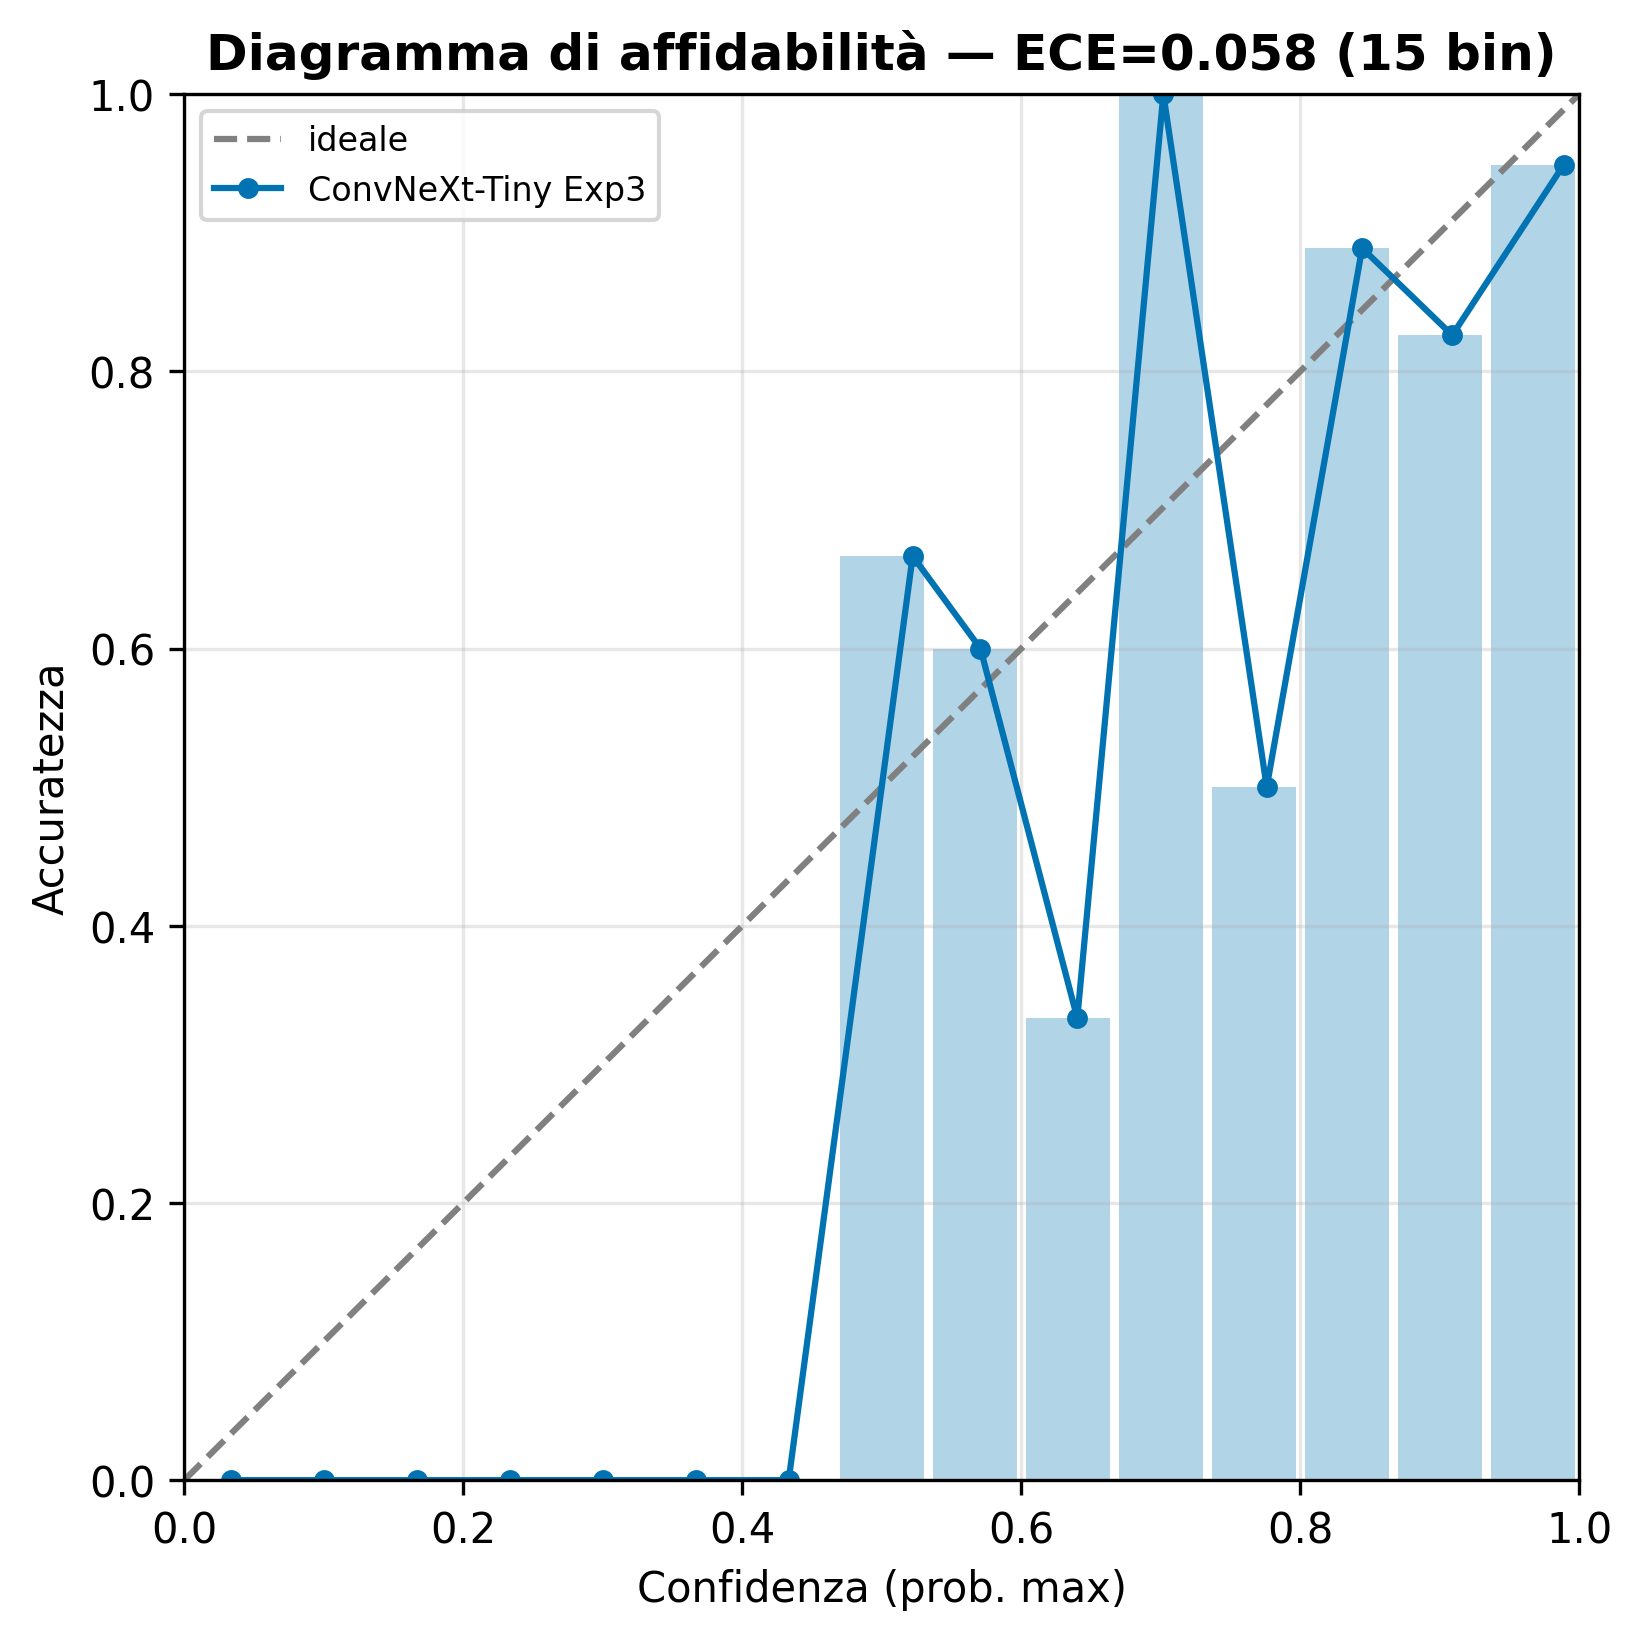 Diagramma di affidabilità — ECE=0.058 (15 bin)
ideale
ConvNeXt-Tiny Exp3
Accuratezza
1.0
0.8
0.6
0.4
0.2
0.0
0.0 0.2 0.4 0.6 0.8 1.0
Confidenza (prob. max)